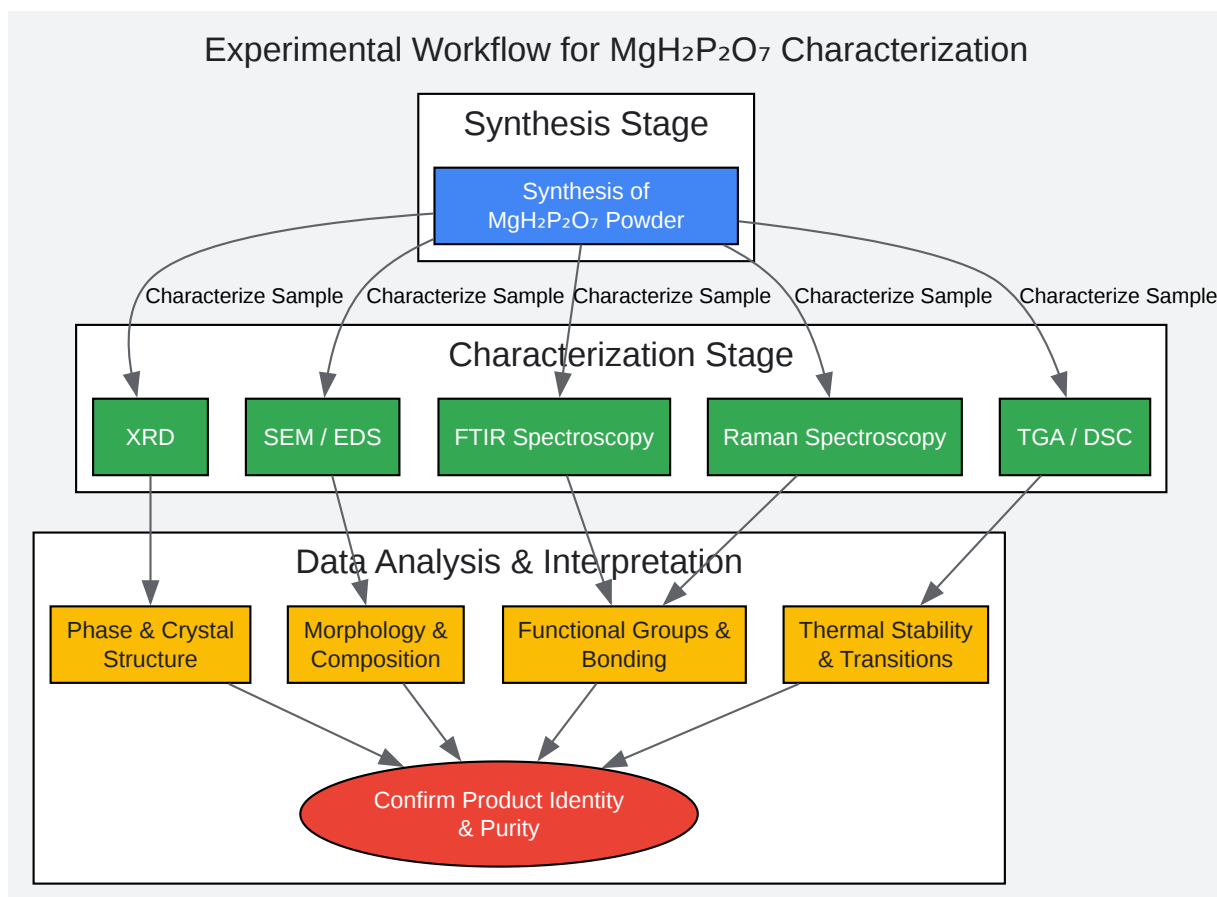 Experimental Workflow for MgH₂P₂O₇ Characterization
Synthesis Stage
Synthesis of
MgH₂P₂O₇ Powder
Characterize Sample
Characterize Sample
Characterize Sample
Characterize Sample
Characterize Sample
Characterization Stage
XRD
SEM / EDS
FTIR Spectroscopy
Raman Spectroscopy
TGA / DSC
Data Analysis & Interpretation
Phase & Crystal
Structure
Morphology &
Composition
Functional Groups &
Bonding
Thermal Stability
& Transitions
Confirm Product Identity
& Purity